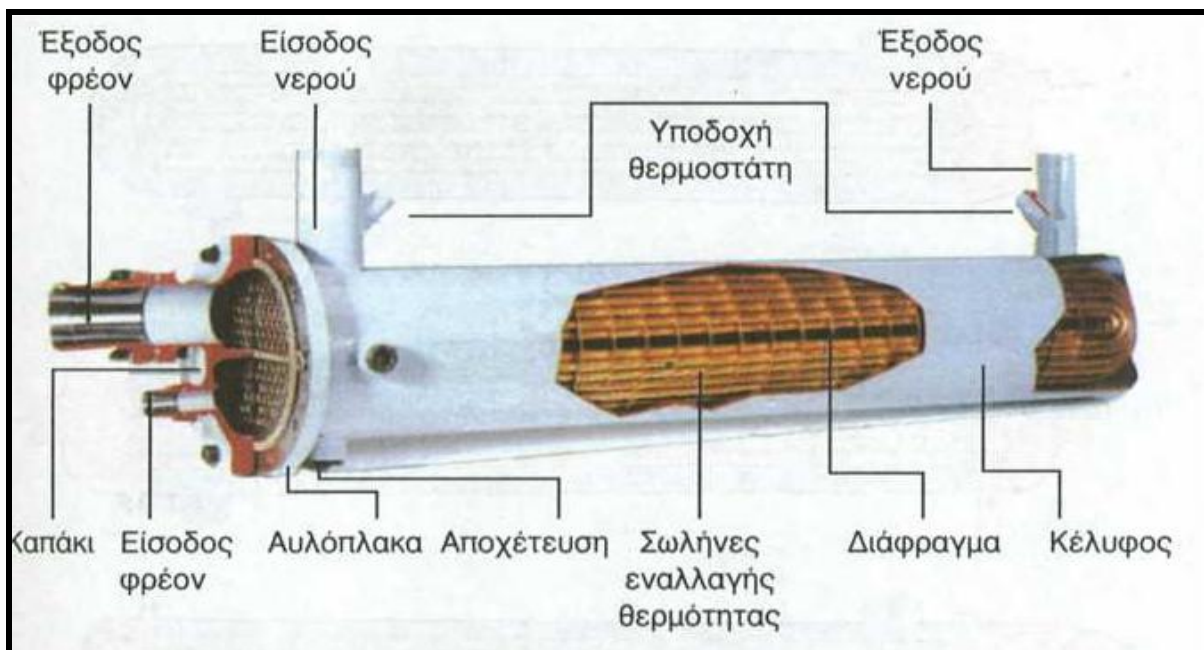 Έξοδος
φρέον
Είσοδος
νερού
Έξοδος
νερού
Υποδοχή
θερμοστάτη
Καπάκι
Είσοδος
φρέον
Αυλόπλακα
Αποχέτευση
Σωλήνες
εναλλαγής
θερμότητας
Διάφραγμα
Κέλυφος